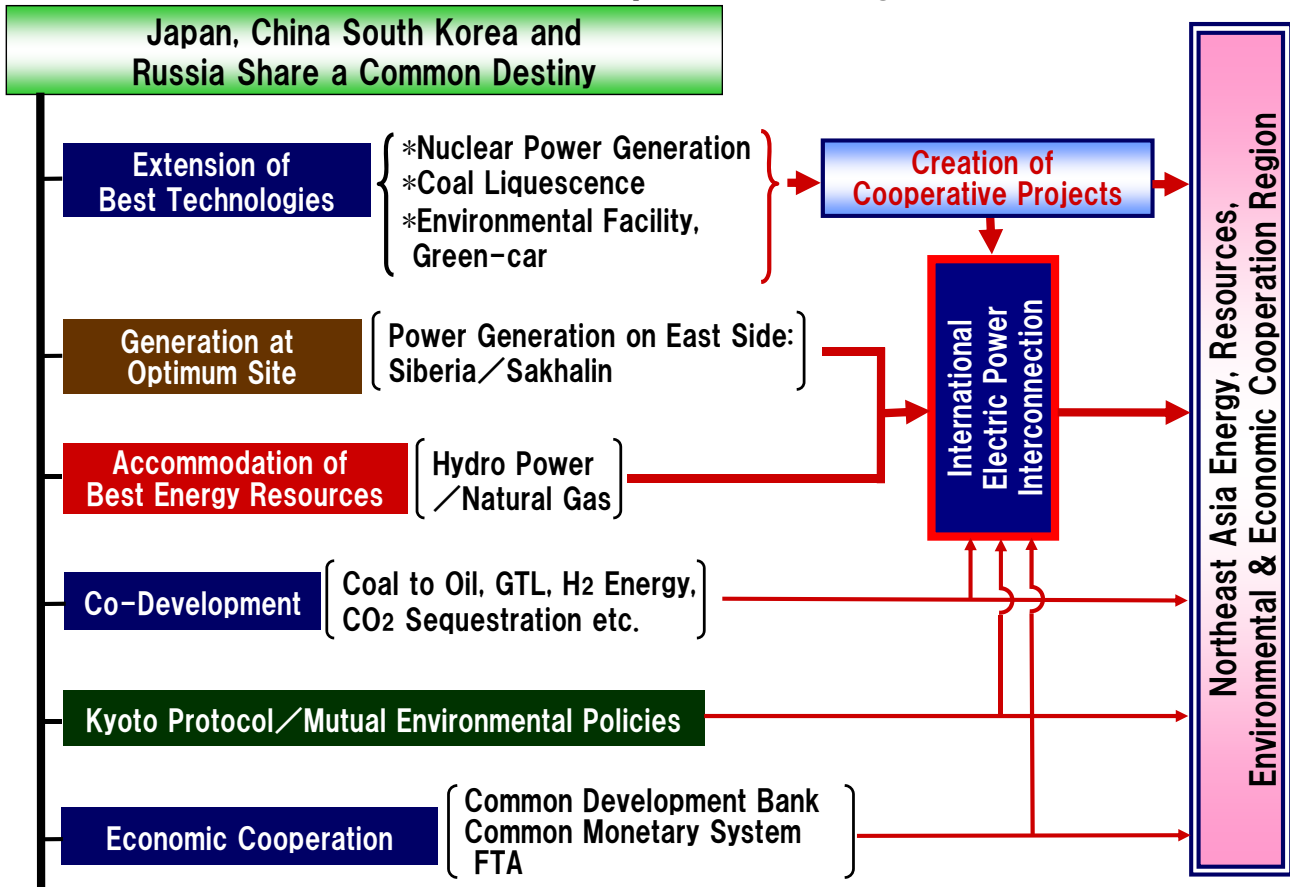 Japan, China South Korea and
Russia Share a Common Destiny
Extension of
Best Technologies
*Nuclear Power Generation
*Coal Liquescence
*Environmental Facility,
Green-car
Creation of
Cooperative Projects
Generation at
Optimum Site
Power Generation on East Side:
Siberia／Sakhalin
Accommodation of
Best Energy Resources
Hydro Power
／Natural Gas
International
Electric Power
Interconnection
Co-Development
Coal to Oil, GTL, H2 Energy,
CO2 Sequestration etc.
Kyoto Protocol／Mutual Environmental Policies
Economic Cooperation
Common Development Bank
Common Monetary System
FTA
Northeast Asia Energy, Resources,
Environmental & Economic Cooperation Region